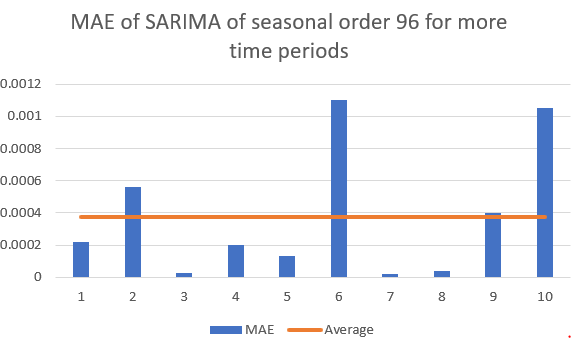 MAE of SARIMA of seasonal order 96 for more
time periods
0.0012
0.001
0.0008
0.0006
0.0004
0.0002
0
1 2 3 4 5 6 7 8 9 10
MAE Average